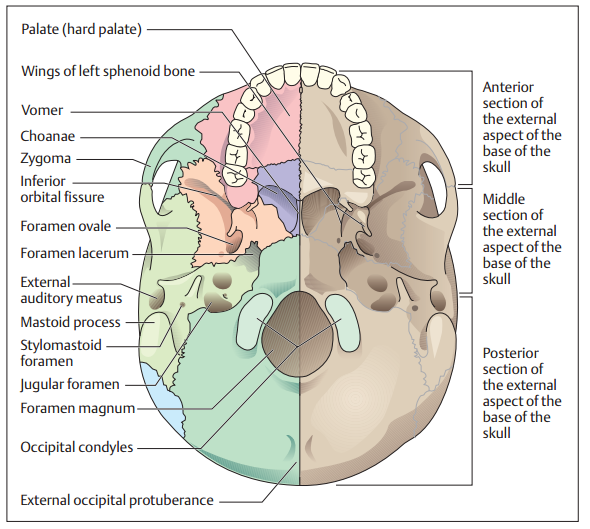 Palate (hard palate)
Wings of left sphenoid bone
Vomer
Choanae
Zygoma
Inferior
orbital fissure
Foramen ovale
Foramen lacerum
External
auditory meatus
Mastoid process
Stylomastoid
foramen
Jugular foramen
Foramen magnum
Occipital condyles
External occipital protuberance
Anterior
section of
the external
aspect of the
base of the
skull
Middle
section of
the external
aspect of the
base of the
skull
Posterior
section of
the external
aspect of the
base of the
skull